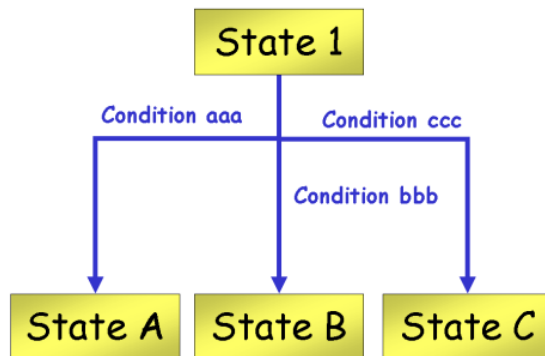 State 1
Condition aaa
Condition ccc
Condition bbb
State A
State B
State C